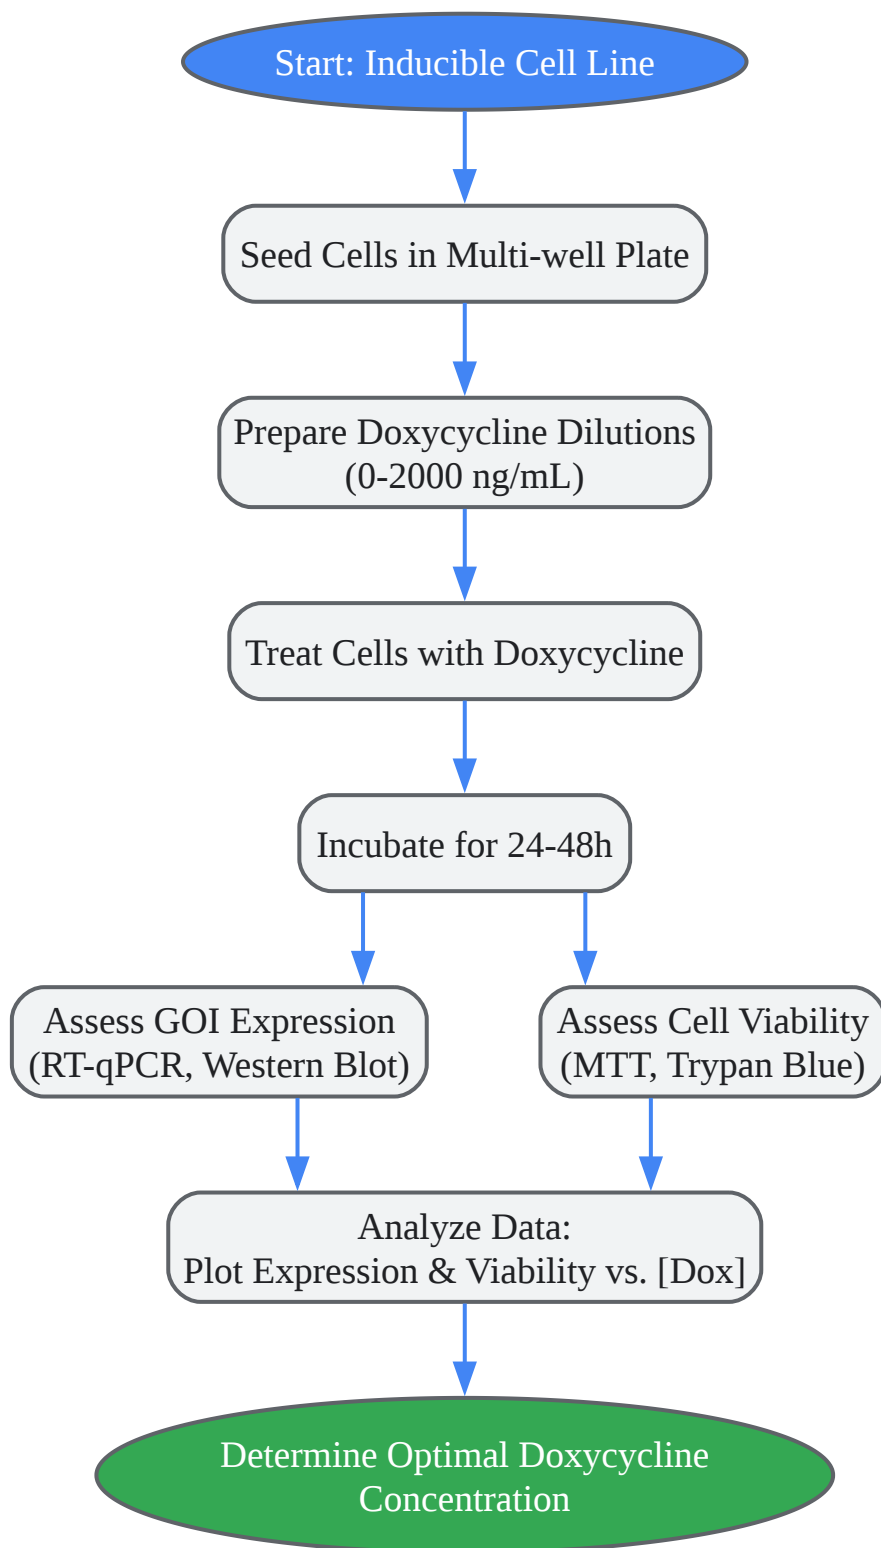 Start: Inducible Cell Line
Seed Cells in Multi-well Plate
Prepare Doxycycline Dilutions
(0-2000 ng/mL)
Treat Cells with Doxycycline
Incubate for 24-48h
Assess GOI Expression
(RT-qPCR, Western Blot)
Assess Cell Viability
(MTT, Trypan Blue)
Analyze Data:
Plot Expression & Viability vs. [Dox]
Determine Optimal Doxycycline
Concentration